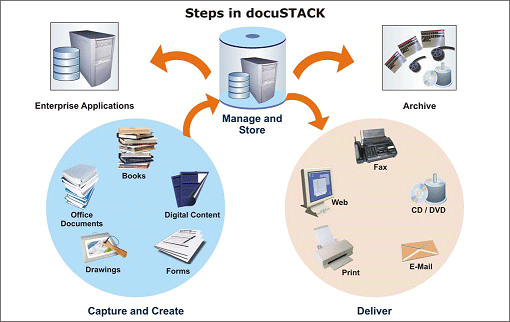 Steps in docuSTACK
Enterprise Applications
Manage and
Store
Archive
Books
Office
Documents
Digital Content
Drawings
Forms
Capture and Create
Fax
Web
CD / DVD
Print
E-Mail
Deliver